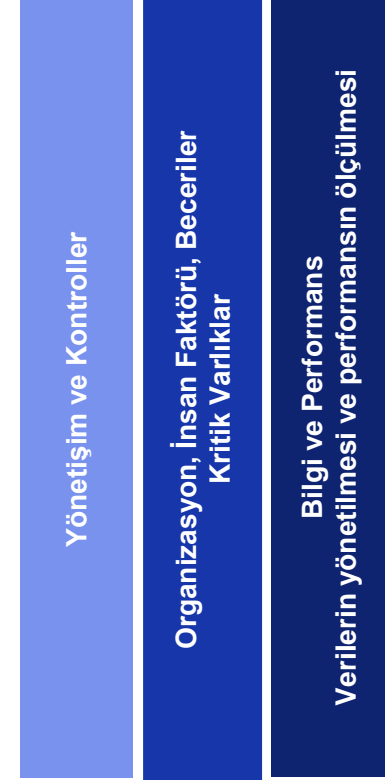 Yönetişim ve Kontroller
Organizasyon, İnsan Faktörü, Beceriler
Kritik Varlıklar
Bilgi ve Performans
Verilerin yönetilmesi ve performansın ölçülmesi